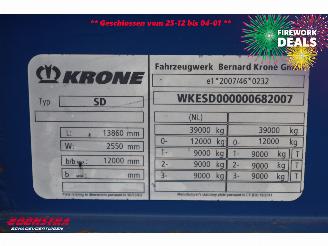 ** Geschlossen vom 25-12 bis 04-01 **
FIREWORK
DEALS
KRONE
Typ SD
L: 13860 mm
W: 2550 mm
12000 mm
b mm
Fahrzeugwerk Bernard Krone GmbH
e1*2007/46*0232
WKESD000000682007
(NL)
39000 kg 39000 kg
0- 12000 kg 0- 12000 kg
1- 9000 kg 1- 9000 kg T
2- 9000 kg 2- 9000 kg T
3- 9000 kg 3- 9000 kg T